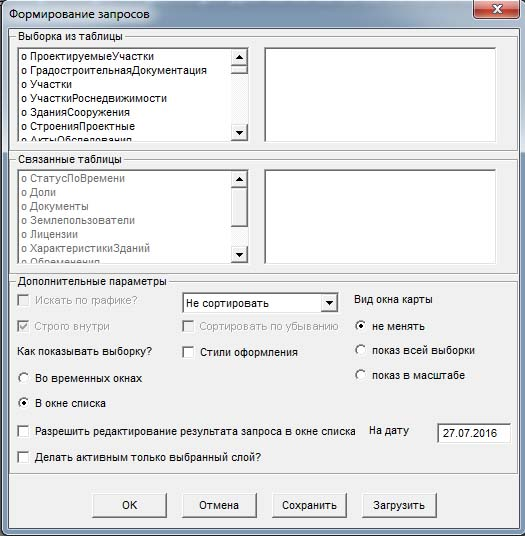 Формирование запросов
Выборка из таблицы
о ПроектируемыеУчастки
о ГрадостроительнаяДокументация
о Участки
о УчасткиРоснедвижимости
о ЗданияСооружения
о СтроенияПроектные
о АктыОбследования
Связанные таблицы
о СтатусПоВремени
о Доли
о Документы
о Землепользователи
о Лицензии
о ХарактеристикиЗданий
о Обременения
Дополнительные параметры
Искать по графике?
Не сортировать
Вид окна карты
Строго внутри
Сортировать по убыванию
не менять
Как показывать выборку?
Стили оформления
показ всей выборки
Во временных окнах
показ в масштабе
В окне списка
Разрешить редактирование результата запроса в окне списка
На дату
27.07.2016
Делать активным только выбранный слой?
OK
Отмена
Сохранить
Загрузить